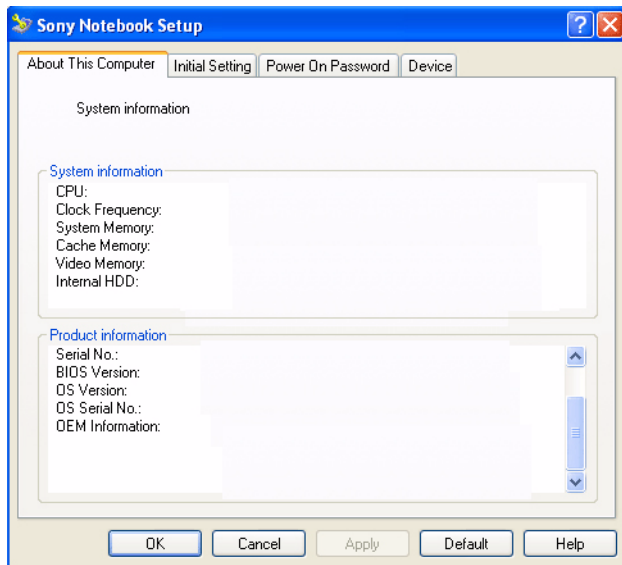 Sony Notebook Setup
About This Computer Initial Setting Power On Password Device
System information
System information
CPU:
Clock Frequency:
System Memory:
Cache Memory:
Video Memory:
Internal HDD:
Product information
Serial No.:
BIOS Version:
OS Version:
OS Serial No.:
OEM Information:
OK Cancel Apply Default Help